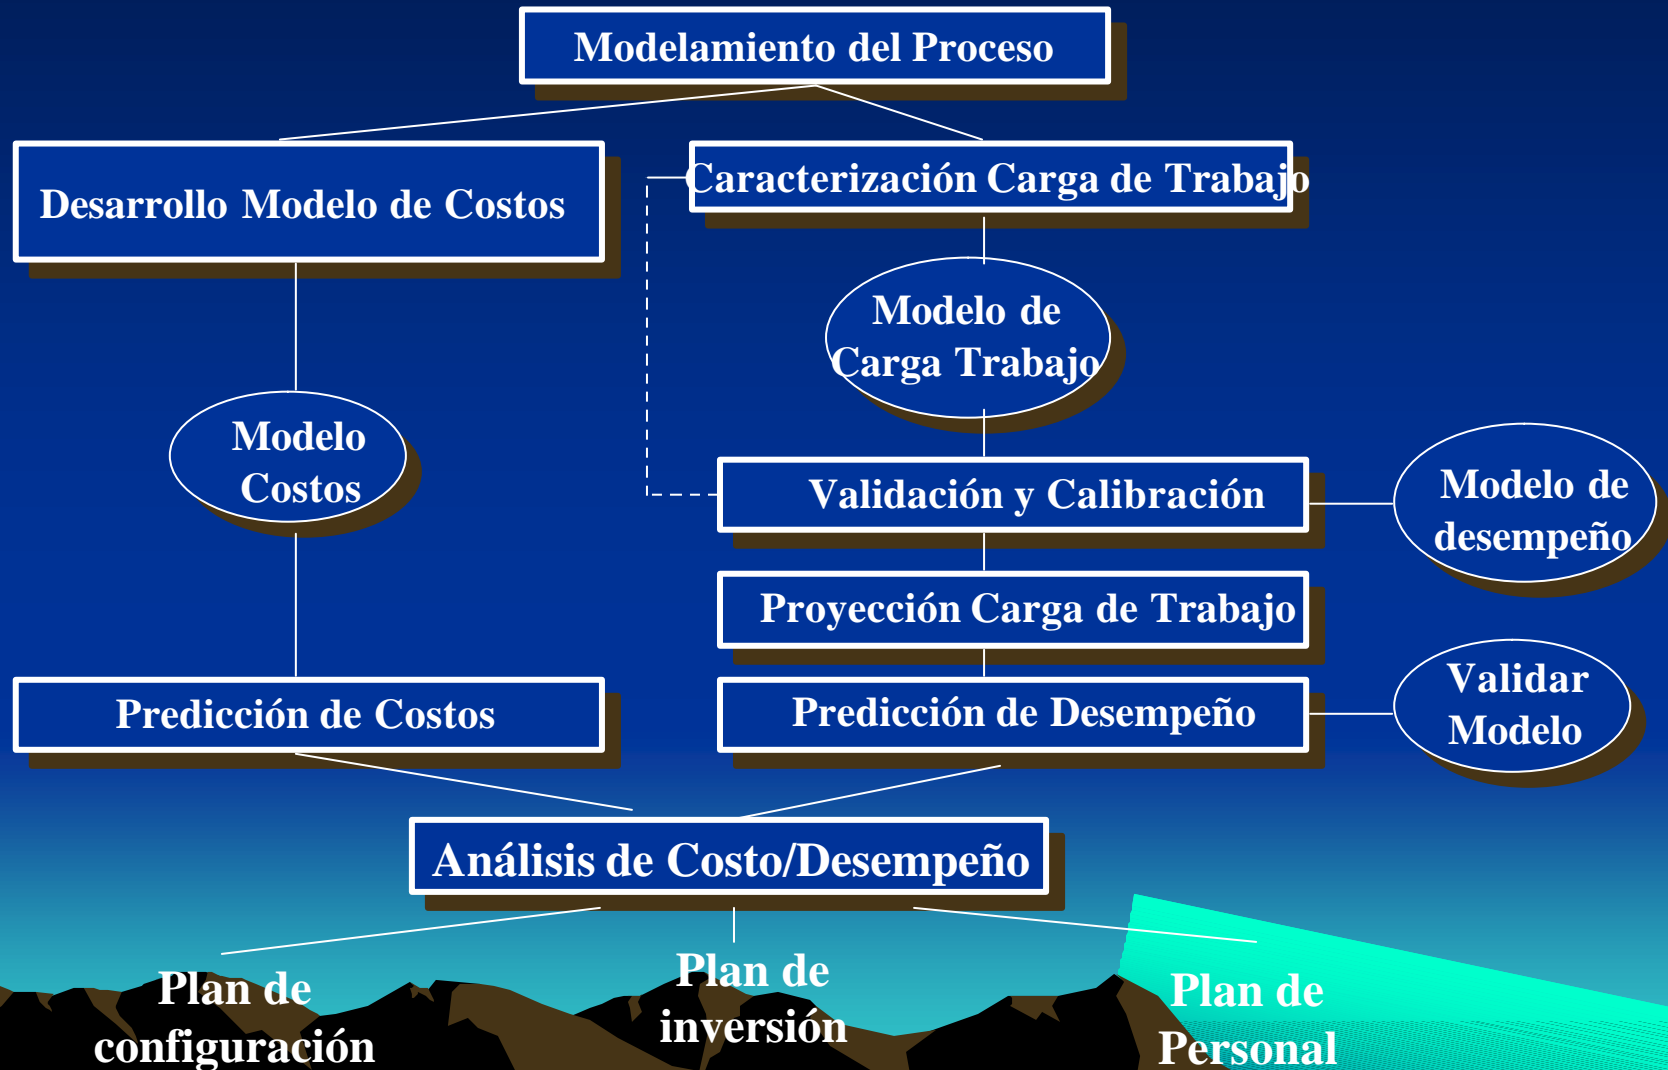 Modelamiento del Proceso
Desarrollo Modelo de Costos
Caracterización Carga de Trabajo
Modelo de
Carga Trabajo
Modelo
Costos
Validación y Calibración
Modelo de
desempeño
Proyección Carga de Trabajo
Predicción de Costos
Predicción de Desempeño
Validar
Modelo
Análisis de Costo/Desempeño
Plan de
configuración
Plan de
inversión
Plan de
Personal